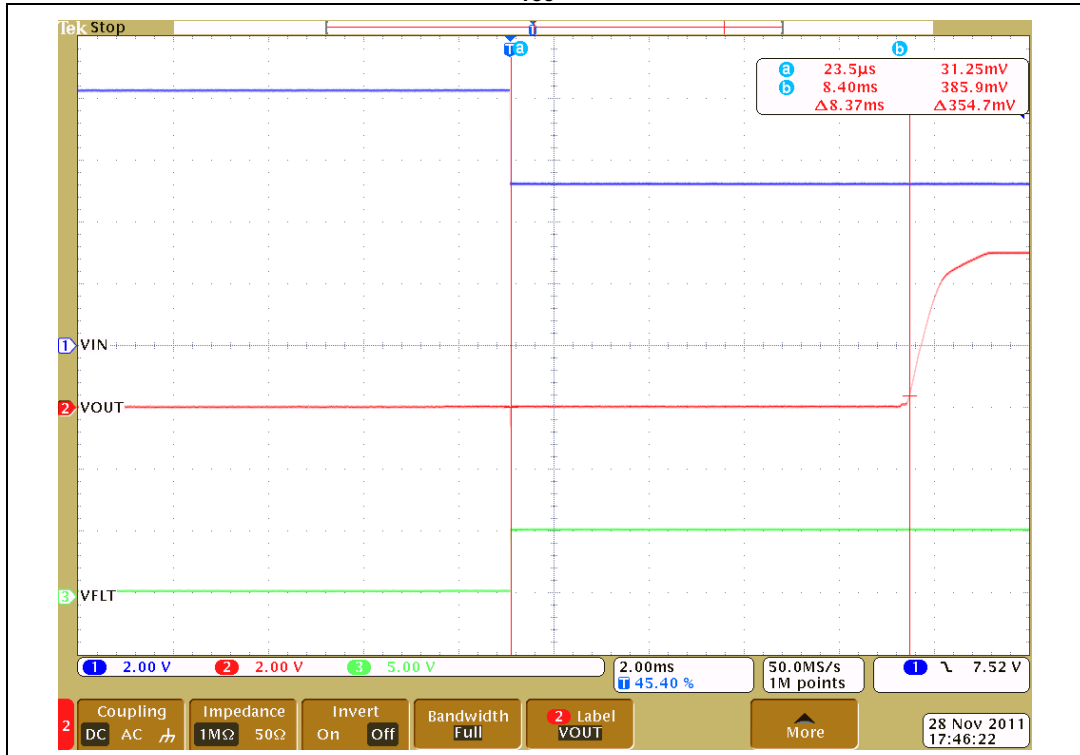 Tek Stop
T
T a b
a 23.5µs 31.25mV
b 8.40ms 385.9mV
Δ8.37ms Δ354.7mV
1 VIN
2 VOUT
3 VFLT
1 2.00 V 2 2.00 V 3 5.00 V
2.00ms
T 45.40 %
50.0MS/s
1M points
1 7.52 V
2
Coupling
DC AC
Impedance
1MΩ 50Ω
Invert
On Off
Bandwidth
Full
2 Label
VOUT
More
28 Nov 2011
17:46:22